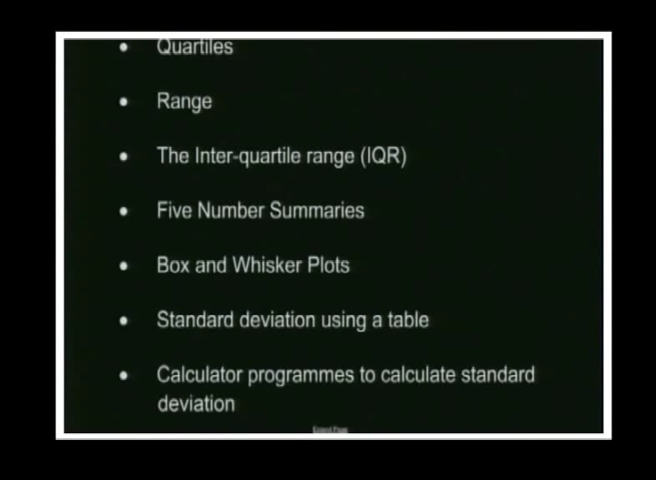 • Quartiles
• Range
• The Inter-quartile range (IQR)
• Five Number Summaries
• Box and Whisker Plots
• Standard deviation using a table
• Calculator programmes to calculate standard
deviation